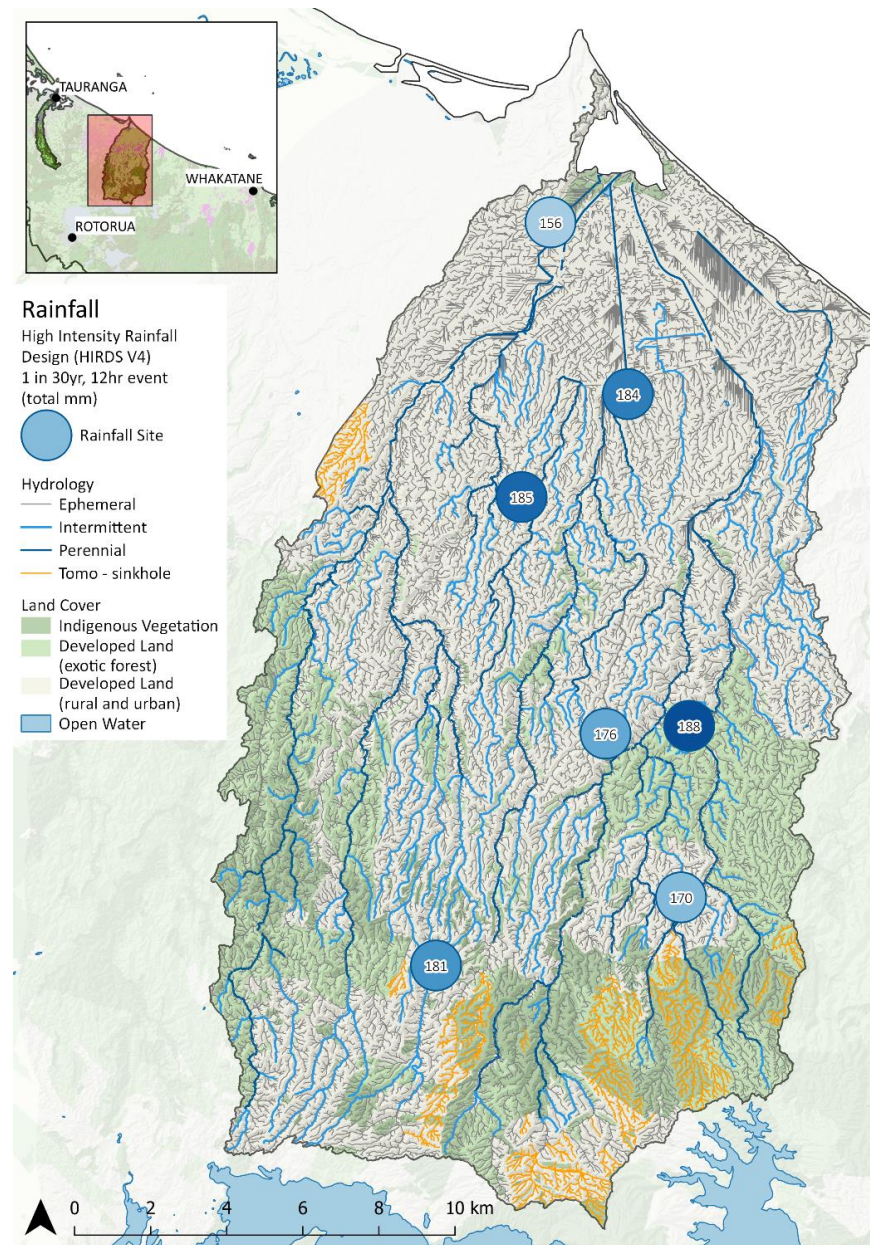 TAURANGA
WHAKATANE
ROTORUA
Rainfall
High Intensity Rainfall
Design (HIRDS V4)
1 in 30yr, 12hr event
(total mm)
Rainfall Site
Hydrology
Ephemeral
Intermittent
Perennial
Tomo - sinkhole
Land Cover
Indigenous Vegetation
Developed Land
(exotic forest)
Developed Land
(rural and urban)
Open Water
156
184
185
176
188
170
181
0 2 4 6 8 10 km